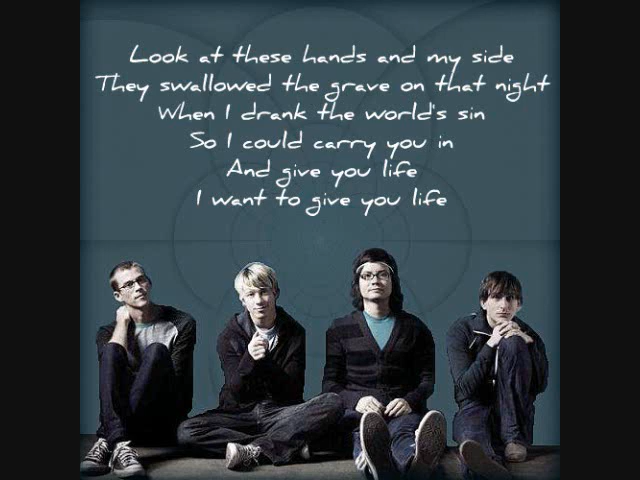 Look at these hands and my side
They swallowed the grave on that night
When I drank the world's sin
So I could carry you in
And give you life
I want to give you life